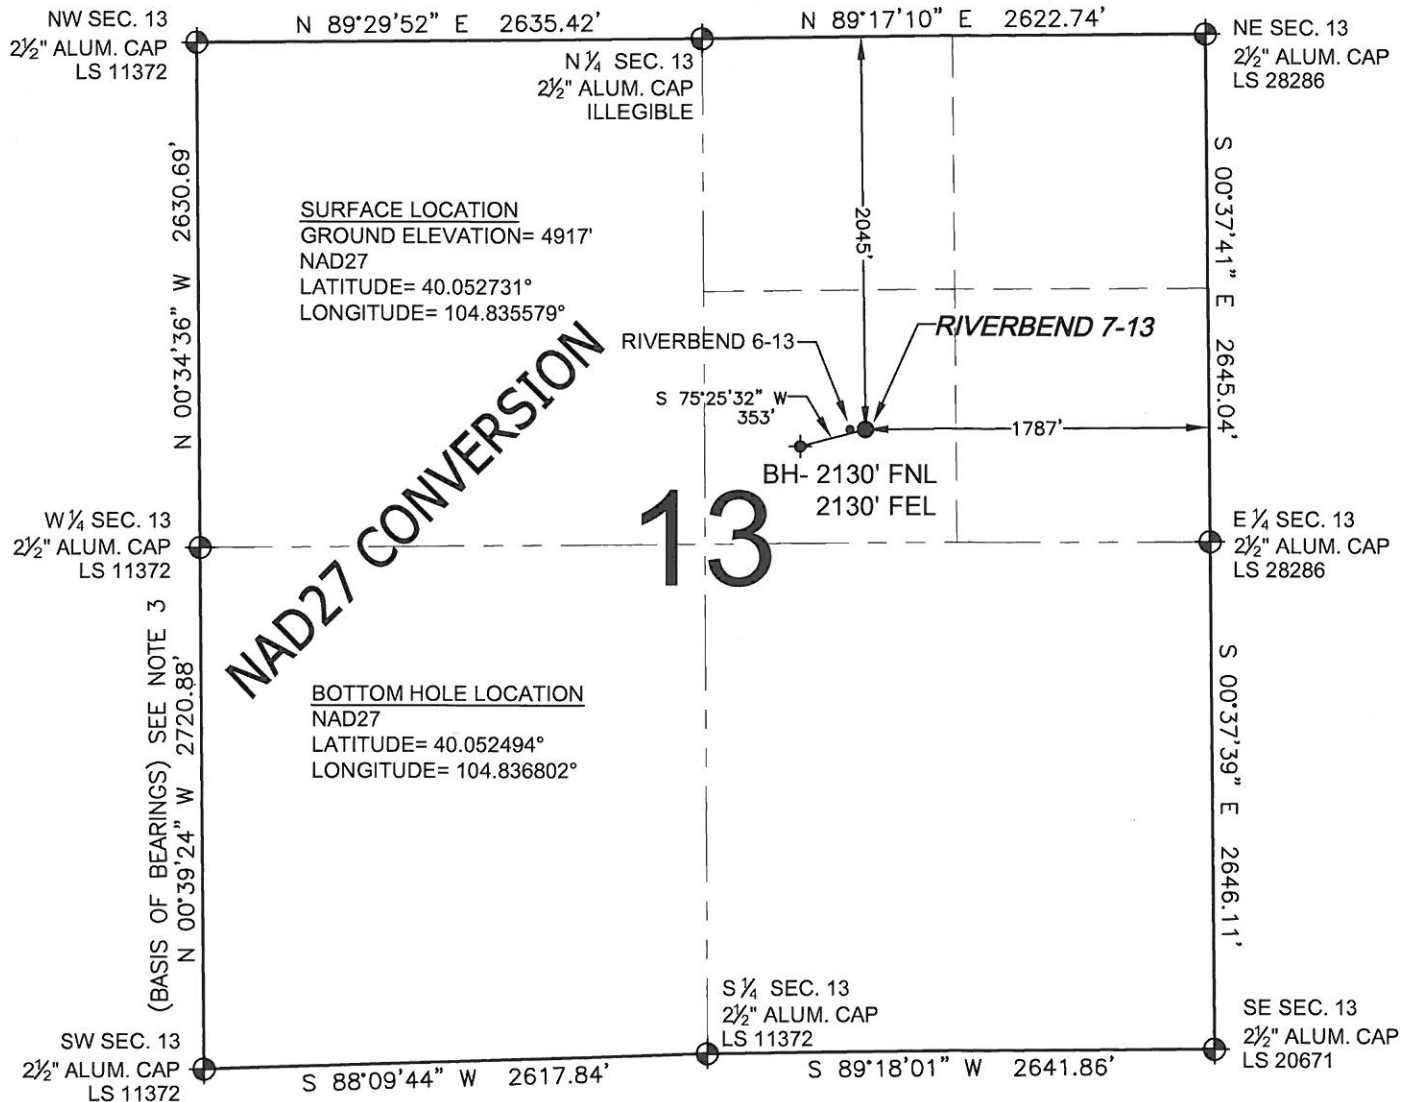 NW SEC. 13
2½" ALUM. CAP
LS 11372
N 89°29'52" E 2635.42'
N ¼ SEC. 13
2½" ALUM. CAP
ILLEGIBLE
N 89°17'10" E 2622.74'
NE SEC. 13
2½" ALUM. CAP
LS 28286
N 00°34'36" W 2630.69'
SURFACE LOCATION
GROUND ELEVATION= 4917'
NAD27
LATITUDE= 40.052731°
LONGITUDE= 104.835579°
NAD27 CONVERSION
2045'
S 00°37'41" E 2645.04'
RIVERBEND 6-13
RIVERBEND 7-13
S 75°25'32" W
353'
1787'
BH- 2130' FNL
2130' FEL
13
W ¼ SEC. 13
2½" ALUM. CAP
LS 11372
E ¼ SEC. 13
2½" ALUM. CAP
LS 28286
(BASIS OF BEARINGS) SEE NOTE 3
N 00°39'24" W 2720.88'
BOTTOM HOLE LOCATION
NAD27
LATITUDE= 40.052494°
LONGITUDE= 104.836802°
S 00°37'39" E 2646.11'
SW SEC. 13
2½" ALUM. CAP
LS 11372
S 88°09'44" W 2617.84'
S ¼ SEC. 13
2½" ALUM. CAP
LS 11372
S 89°18'01" W 2641.86'
SE SEC. 13
2½" ALUM. CAP
LS 20671